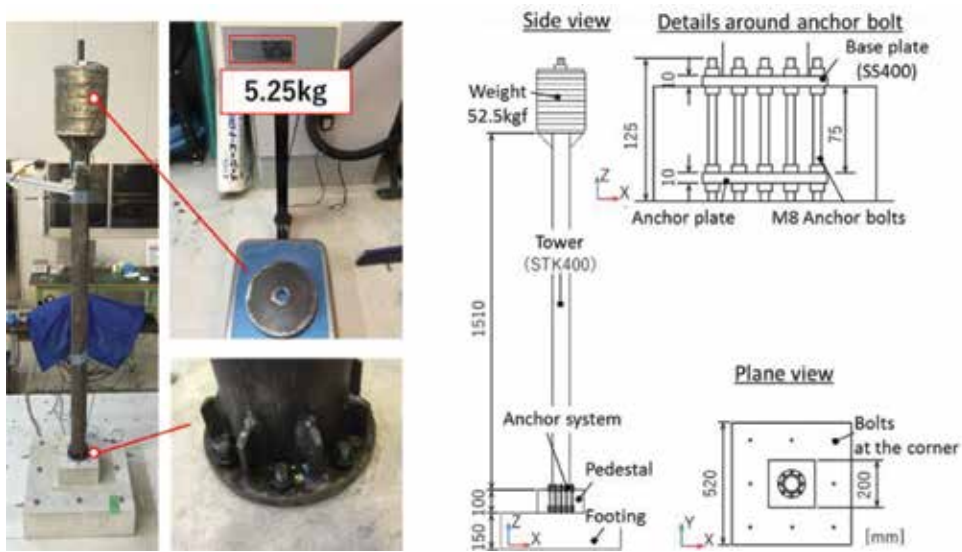 5.25kg
Side view
Weight
52.5kgf
1510
Tower
(STK400)
Anchor system
Pedestal
100
Footing
150
Z
X
Details around anchor bolt
Base plate
(SS400)
10
125
75
10
Z
X
Anchor plate
M8 Anchor bolts
Plane view
Bolts
at the corner
520
200
Y
X
[mm]